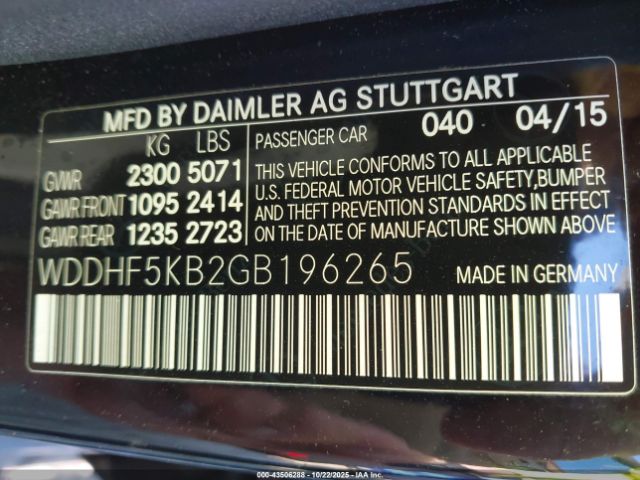 MFD BY DAIMLER AG STUTTGART
KG LBS PASSENGER CAR 040 04/15
GVWR 2300 5071 THIS VEHICLE CONFORMS TO ALL APPLICABLE
GAWR FRONT 1095 2414 U.S. FEDERAL MOTOR VEHICLE SAFETY,BUMPER
GAWR REAR 1235 2723 AND THEFT PREVENTION STANDARDS IN EFFECT
ON THE DATE OF MANUFACTURE SHOWN ABOVE
WDDHF5KB2GB196265 MADE IN GERMANY
000-43506288 - 10/22/2025 - IAA Inc.